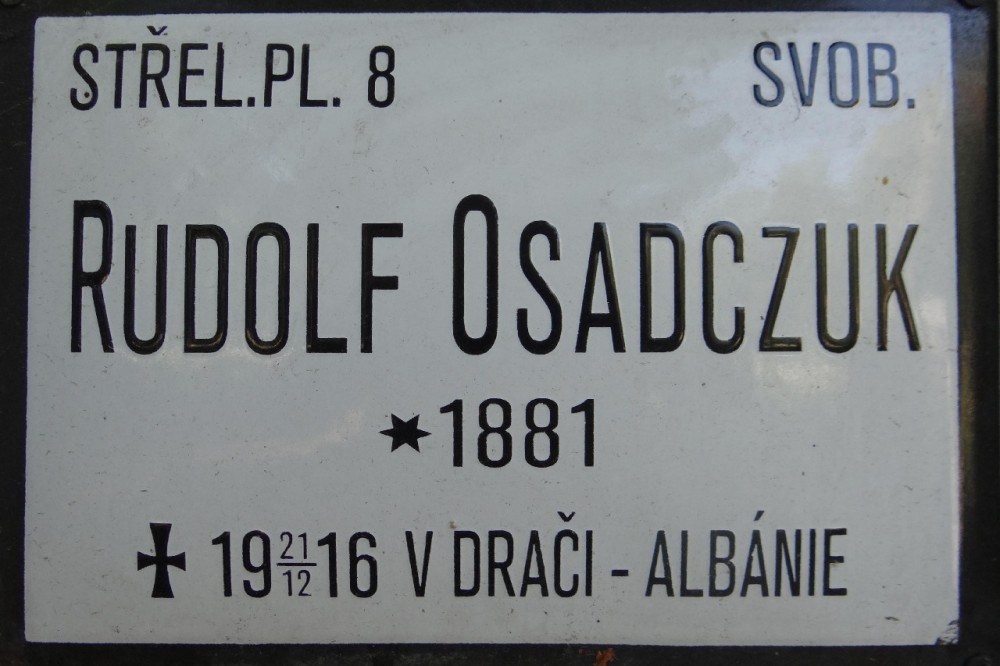 STŘEL.PL. 8 SVOB.
RUDOLF OSADCZUK
✶1881
✝ 19 21/12 16 V DRAČI - ALBÁNIE